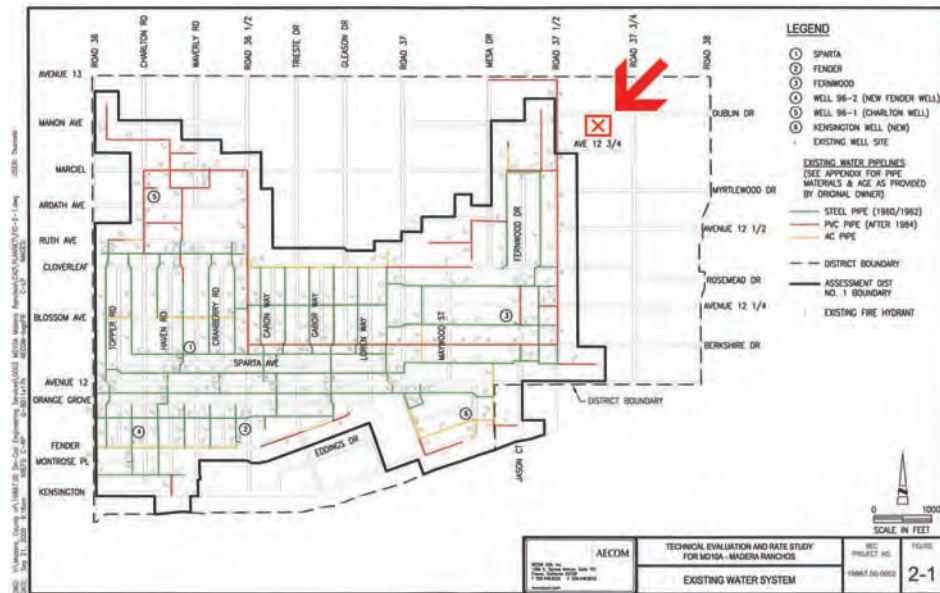 ROAD 36
CHARLTON RD
WAVERLY RD
ROAD 36 1/2
TRIESTE DR
GLEASON DR
ROAD 37
MESA DR
ROAD 37 1/2
ROAD 37 3/4
ROAD 38
AVENUE 13
MANON AVE
MARCIEL
ARDATH AVE
RUTH AVE
CLOVERLEAF
BLOSSOM AVE
AVENUE 12
ORANGE GROVE
FENDER
MONTROSE PL
KENSINGTON
AVE 12 3/4
DUBLIN DR
MYRTLEWOOD DR
AVENUE 12 1/2
ROSEMEAD DR
AVENUE 12 1/4
BERKSHIRE DR
TOPPER RD
HAVEN RD
CRANBERRY RD
CARON WAY
GABOR WAY
LOREN WAY
MAYWOOD ST
FERNWOOD DR
SPARTA AVE
EDDINGS DR
JASON CT
DISTRICT BOUNDARY
5
1
3
4
2
6
LEGEND
1 SPARTA
2 FENDER
3 FERNWOOD
4 WELL 96-2 (NEW FENDER WELL)
5 WELL 96-1 (CHARLTON WELL)
6 KENSINGTON WELL (NEW)
EXISTING WELL SITE
EXISTING WATER PIPELINES
(SEE APPENDIX FOR PIPE
MATERIALS & AGE AS PROVIDED
BY ORIGINAL OWNER)
STEEL PIPE (1960/1962)
PVC PIPE (AFTER 1984)
AC PIPE
DISTRICT BOUNDARY
ASSESSMENT DIST
NO. 1 BOUNDARY
EXISTING FIRE HYDRANT
N
0 1000
SCALE IN FEET
AECOM
TECHNICAL EVALUATION AND RATE STUDY
FOR MD10A - MADERA RANCHOS
EXISTING WATER SYSTEM
PROJECT NO.
FIGURE
2-1